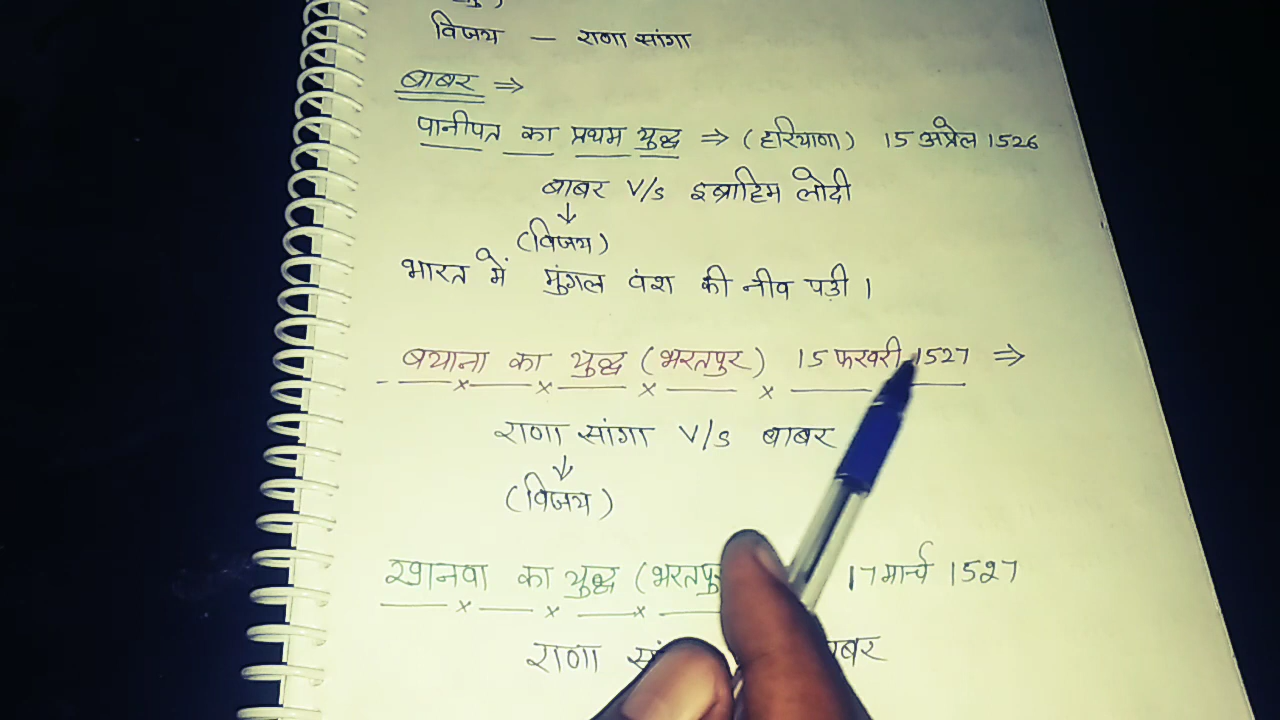 विजय — राणा सांगा
बाबर ⇒
पानीपत का प्रथम युद्ध ⇒ (हरियाणा) 15 अप्रेल 1526
बाबर V/s इब्राहिम लोदी
↓
(विजय)
भारत में मुंगल वंश की नीव पड़ी ।
बयाना का युद्ध (भरतपुर) 15 फरवरी 1527 ⇒
राणा सांगा V/s बाबर
↓
(विजय)
खानवा का युद्ध (भरतपु 17 मार्च 1527
राणा